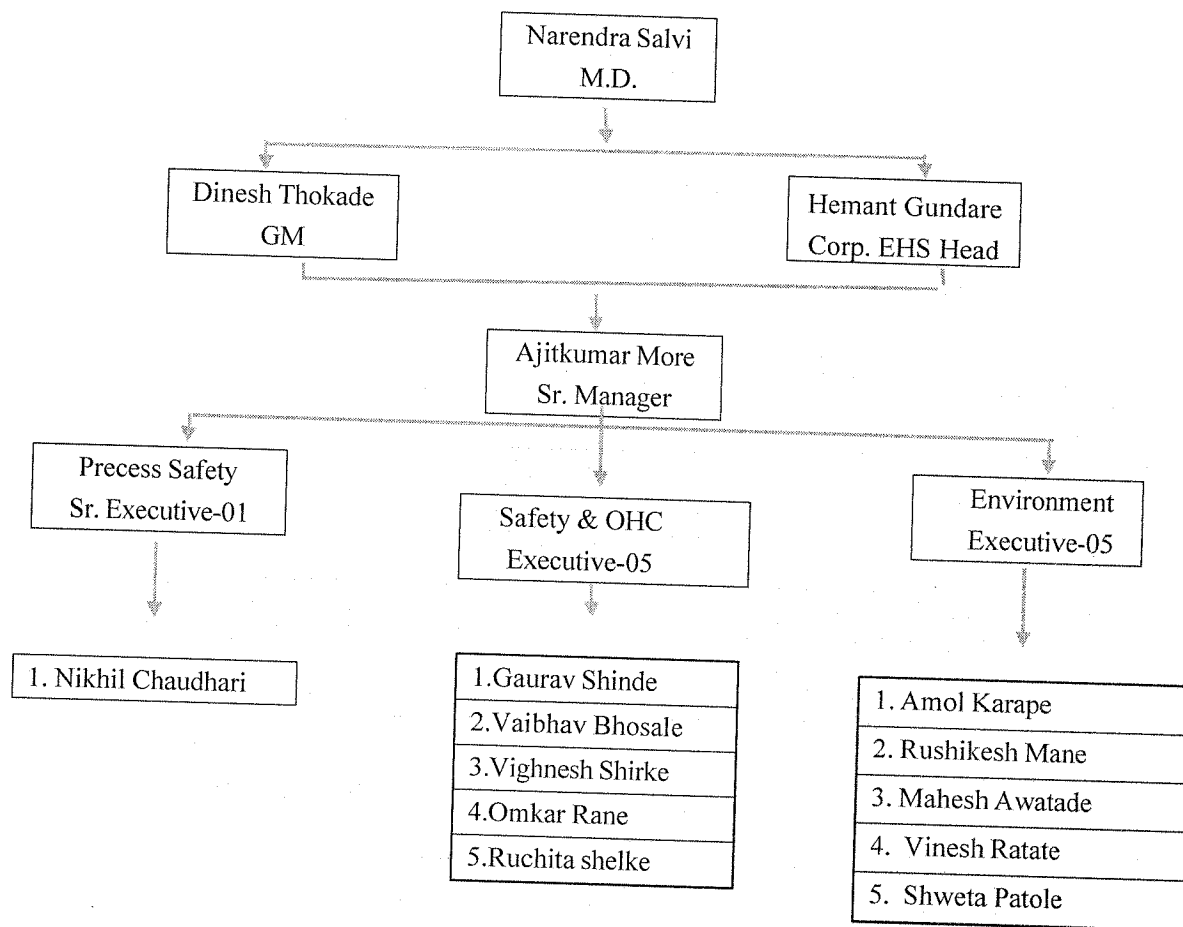 Narendra Salvi
M.D.
Dinesh Thokade
GM
Hemant Gundare
Corp. EHS Head
Ajitkumar More
Sr. Manager
Precess Safety
Sr. Executive-01
Safety & OHC
Executive-05
Environment
Executive-05
1. Nikhil Chaudhari
1.Gaurav Shinde
2.Vaibhav Bhosale
3.Vighnesh Shirke
4.Omkar Rane
5.Ruchita shelke
1. Amol Karape
2. Rushikesh Mane
3. Mahesh Awatade
4. Vinesh Ratate
5. Shweta Patole